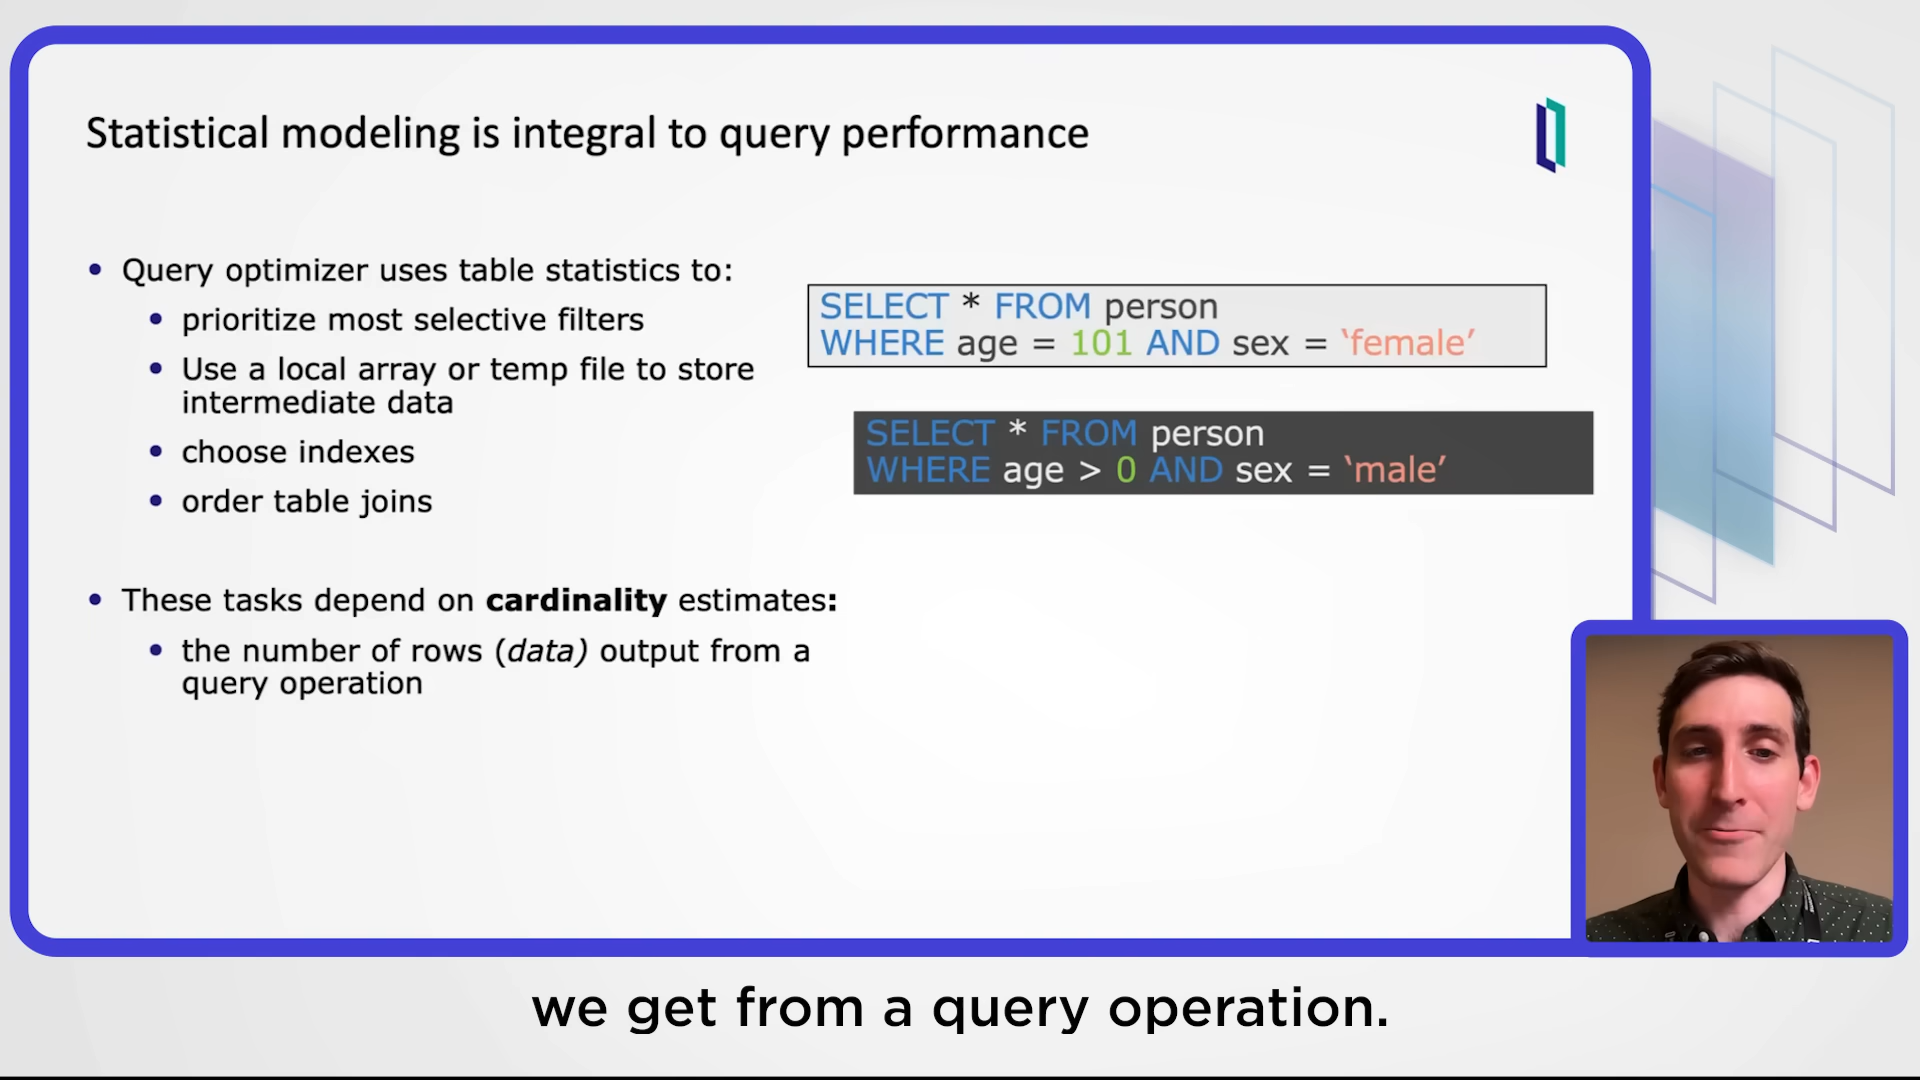 Statistical modeling is integral to query performance
• Query optimizer uses table statistics to:
• prioritize most selective filters
• Use a local array or temp file to store
intermediate data
• choose indexes
• order table joins
• These tasks depend on cardinality estimates:
• the number of rows (data) output from a
query operation
SELECT * FROM person
WHERE age = 101 AND sex = ‘female’
SELECT * FROM person
WHERE age > 0 AND sex = ‘male’
we get from a query operation.